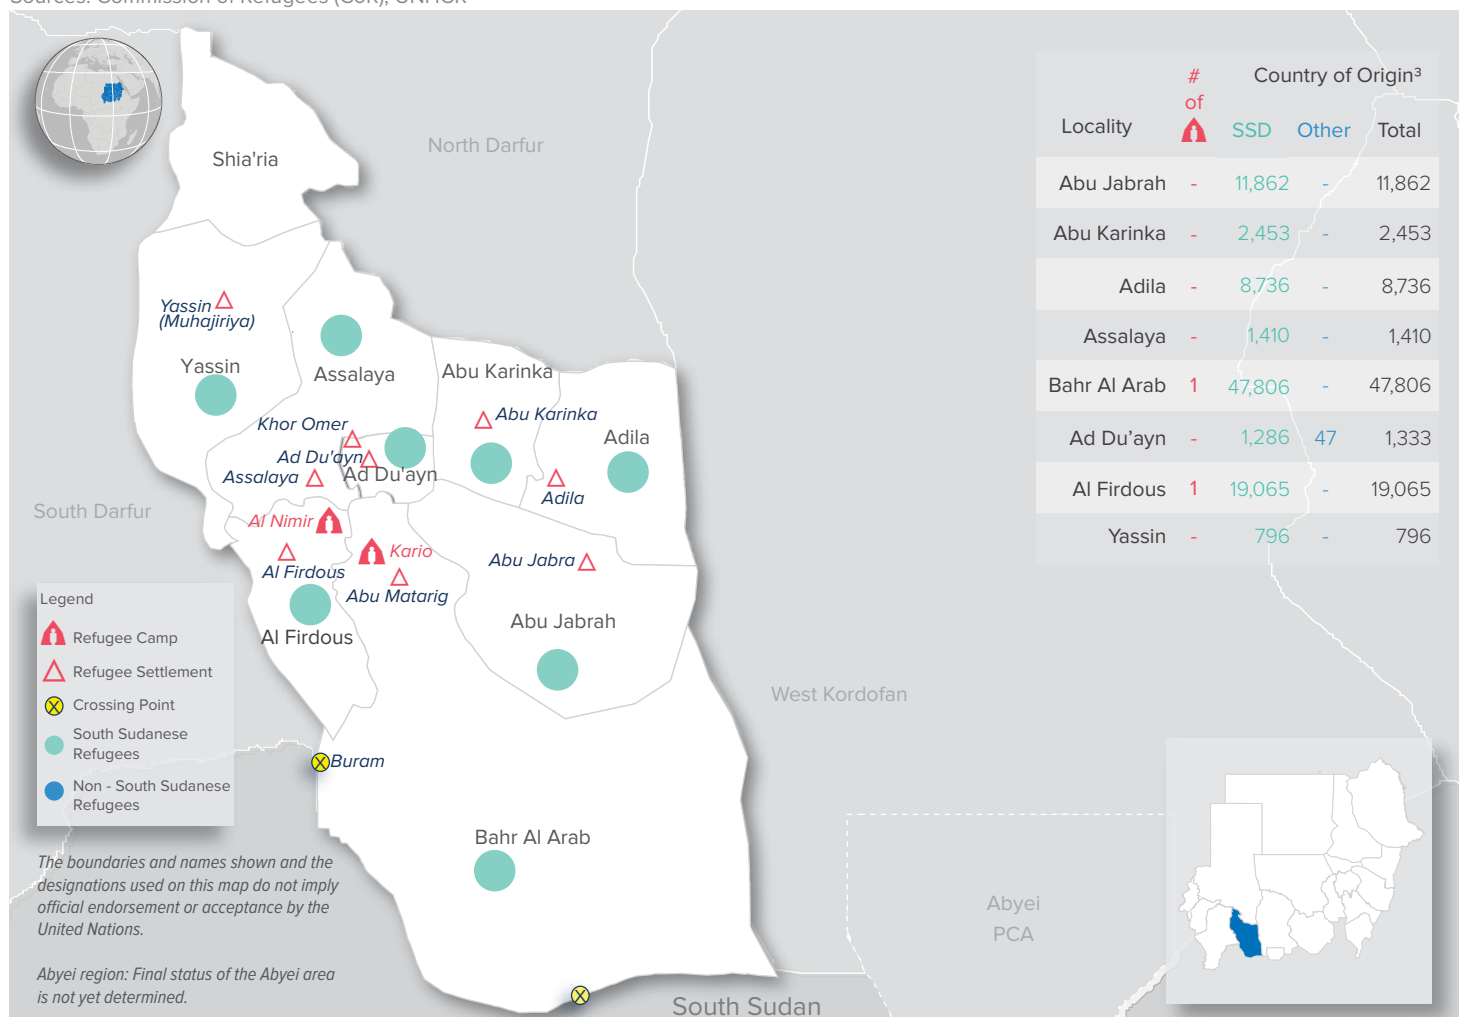 Sources: Commission of Refugees (CoR), UNHCR
North Darfur
Shia'ria
Yassin
(Muhajiriya)
Yassin
Assalaya
Abu Karinka
Abu Karinka
Khor Omer
Ad Du'ayn
Ad Du'ayn
Assalaya
Adila
Adila
South Darfur
Al Nimir
Kario
Al Firdous
Abu Matarig
Abu Jabra
Abu Jabrah
Al Firdous
West Kordofan
Buram
Bahr Al Arab
Abyei
PCA
South Sudan
# of Country of Origin³
Locality SSD Other Total
Abu Jabrah - 11,862 - 11,862
Abu Karinka - 2,453 - 2,453
Adila - 8,736 - 8,736
Assalaya - 1,410 - 1,410
Bahr Al Arab 1 47,806 - 47,806
Ad Du’ayn - 1,286 47 1,333
Al Firdous 1 19,065 - 19,065
Yassin - 796 - 796
Legend
Refugee Camp
Refugee Settlement
Crossing Point
South Sudanese
Refugees
Non - South Sudanese
Refugees
The boundaries and names shown and the
designations used on this map do not imply
official endorsement or acceptance by the
United Nations.
Abyei region: Final status of the Abyei area
is not yet determined.